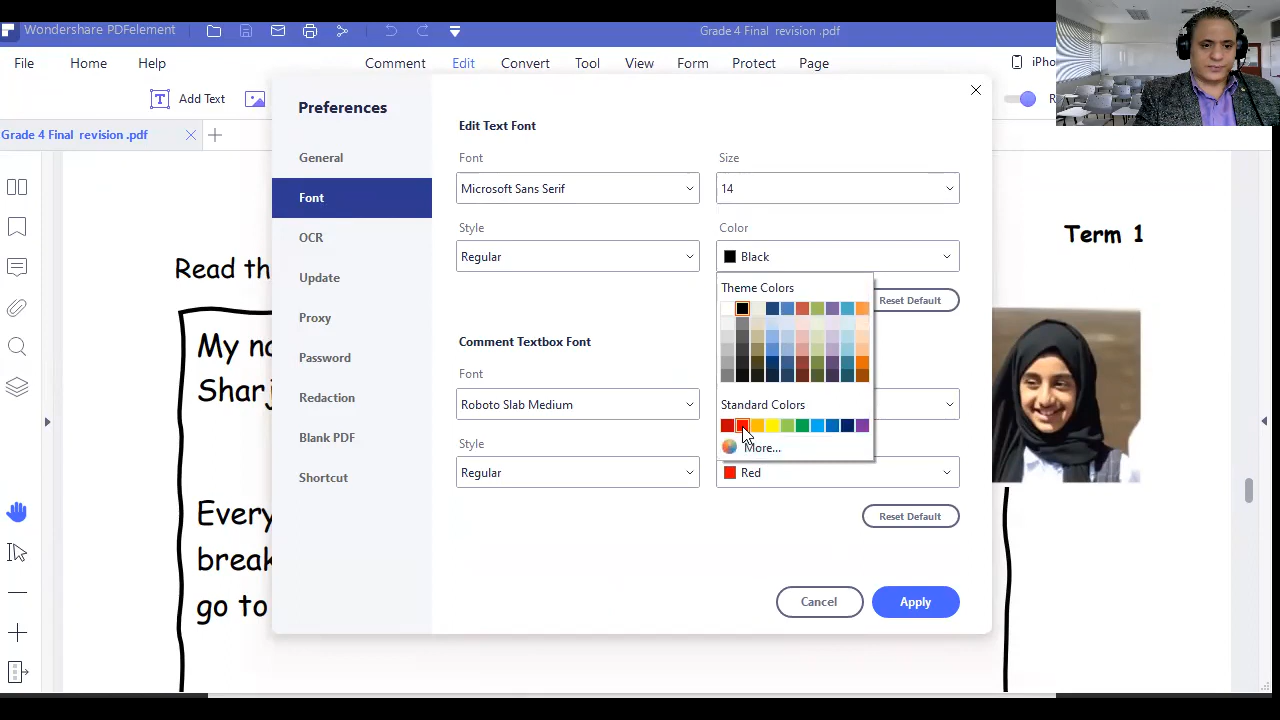 Wondershare PDFelement
Grade 4 Final revision .pdf
File Home Help Comment Edit Convert Tool View Form Protect Page
Add Text
Grade 4 Final revision .pdf
Preferences
General
Font
OCR
Update
Proxy
Password
Redaction
Blank PDF
Shortcut
Edit Text Font
Font Size
Microsoft Sans Serif 14
Style Color
Regular Black
Theme Colors
Reset Default
Comment Textbox Font
Font
Roboto Slab Medium
Standard Colors
More...
Style
Regular Red
Reset Default
Cancel Apply
Term 1
Read th
My na
Sharj
Every
break
go to